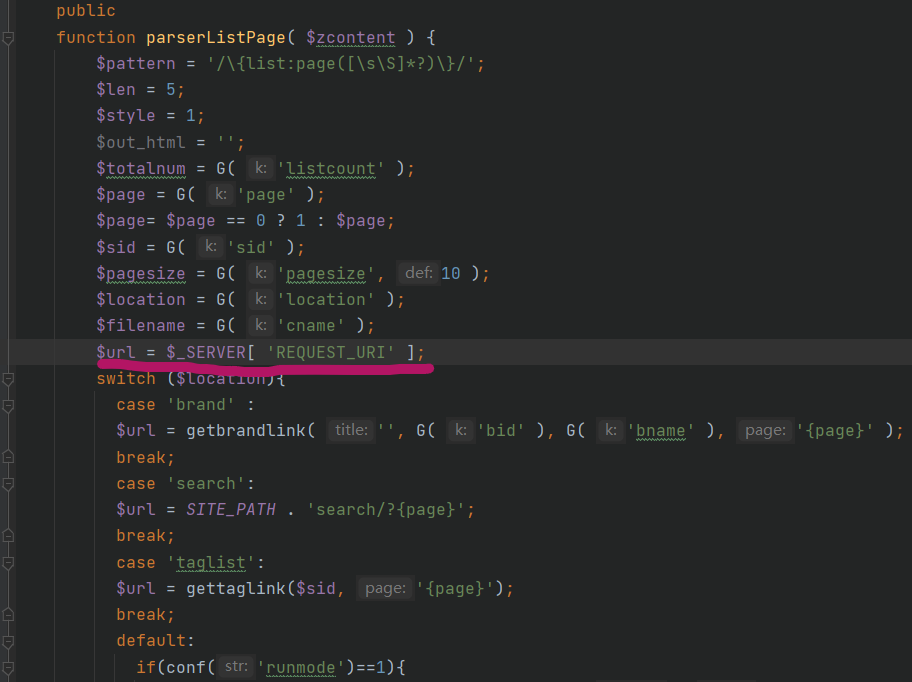 public
function parserListPage( $zcontent ) {
$pattern = '/\{list:page([\s\S]*?)\}/';
$len = 5;
$style = 1;
$out_html = '';
$totalnum = G( k: 'listcount' );
$page = G( k: 'page' );
$page= $page == 0 ? 1 : $page;
$sid = G( k: 'sid' );
$pagesize = G( k: 'pagesize', def: 10 );
$location = G( k: 'location' );
$filename = G( k: 'cname' );
$url = $_SERVER[ 'REQUEST_URI' ];
switch ($location){
case 'brand' :
$url = getbrandlink( title: '', G( k: 'bid' ), G( k: 'bname' ), page: '{page}' );
break;
case 'search':
$url = SITE_PATH . 'search/?{page}';
break;
case 'taglist':
$url = gettaglink($sid, page: '{page}');
break;
default:
if(conf( str: 'runmode')==1){